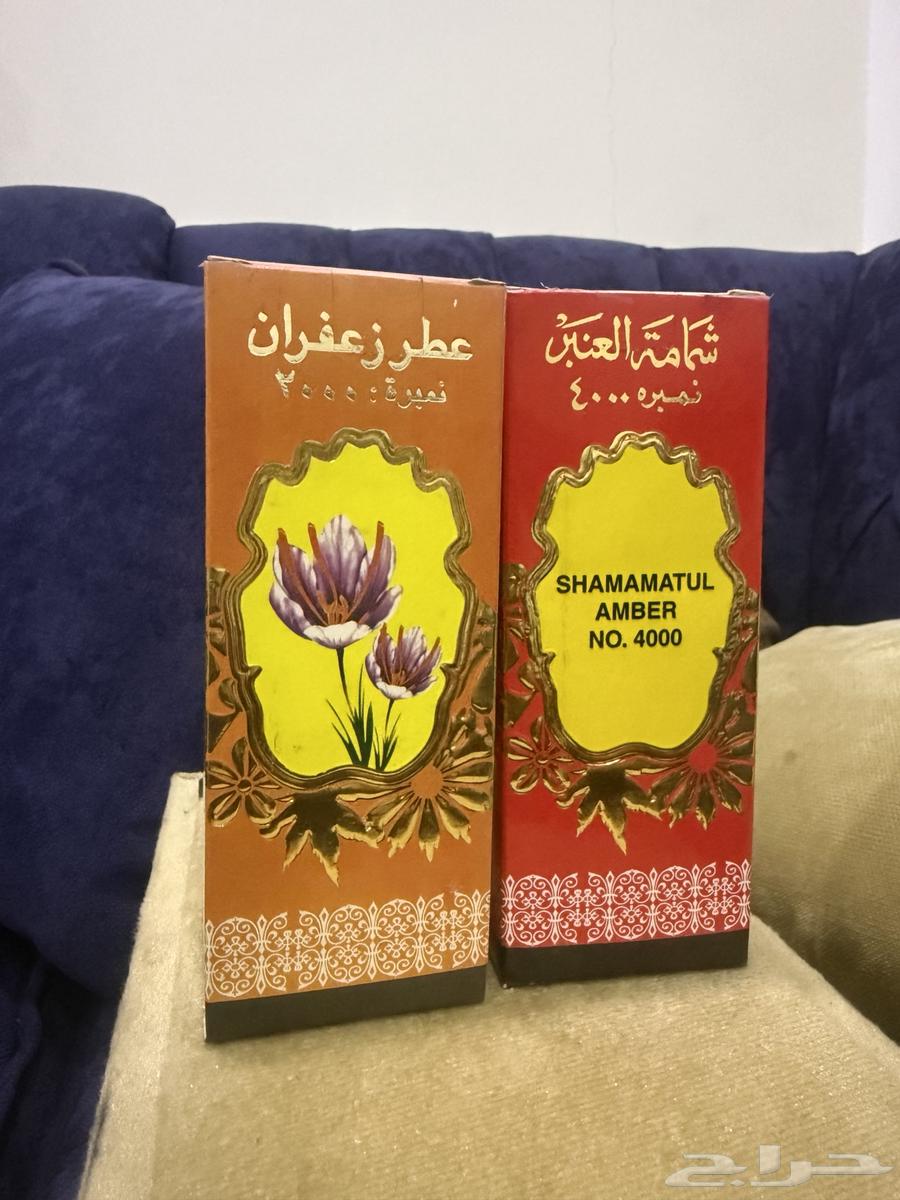 عطر زعفران
نمبرة : ٢٠٠٠
شمامة العنبر
نمبره ٤٠٠٠
SHAMAMATUL
AMBER
NO. 4000
حراج